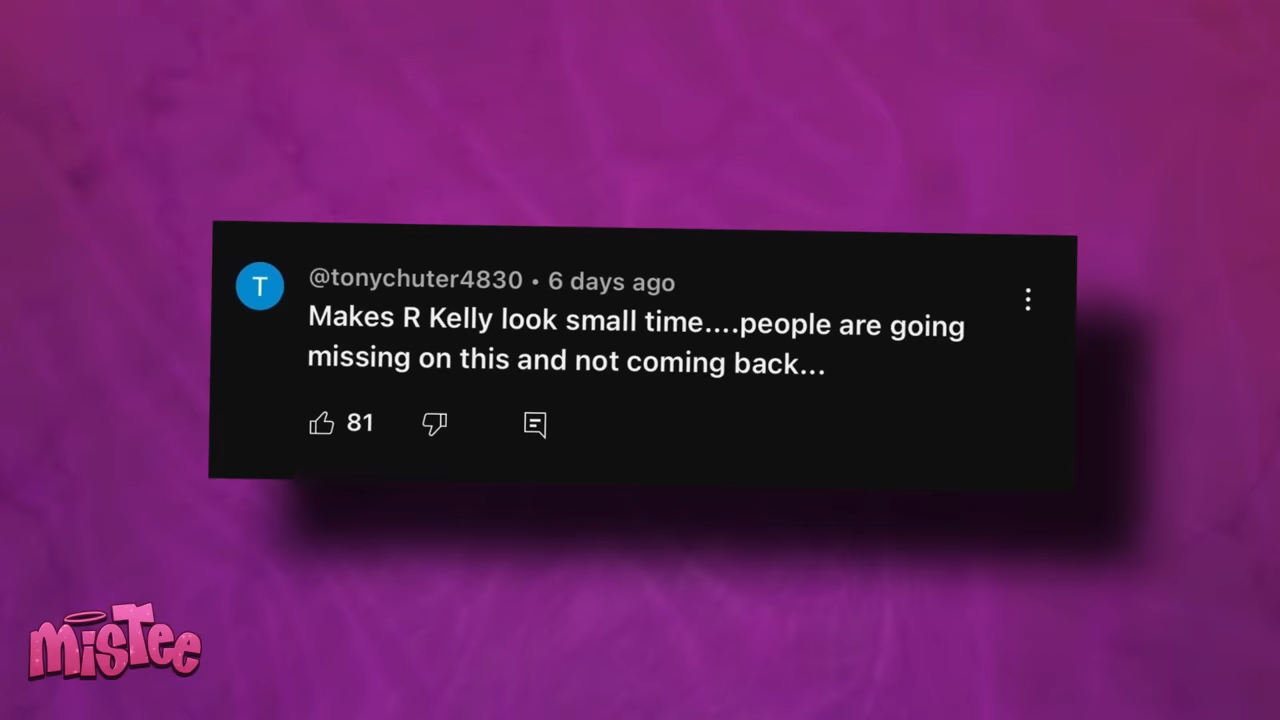 T
@tonychuter4830 • 6 days ago
Makes R Kelly look small time....people are going
missing on this and not coming back...
81
misTee